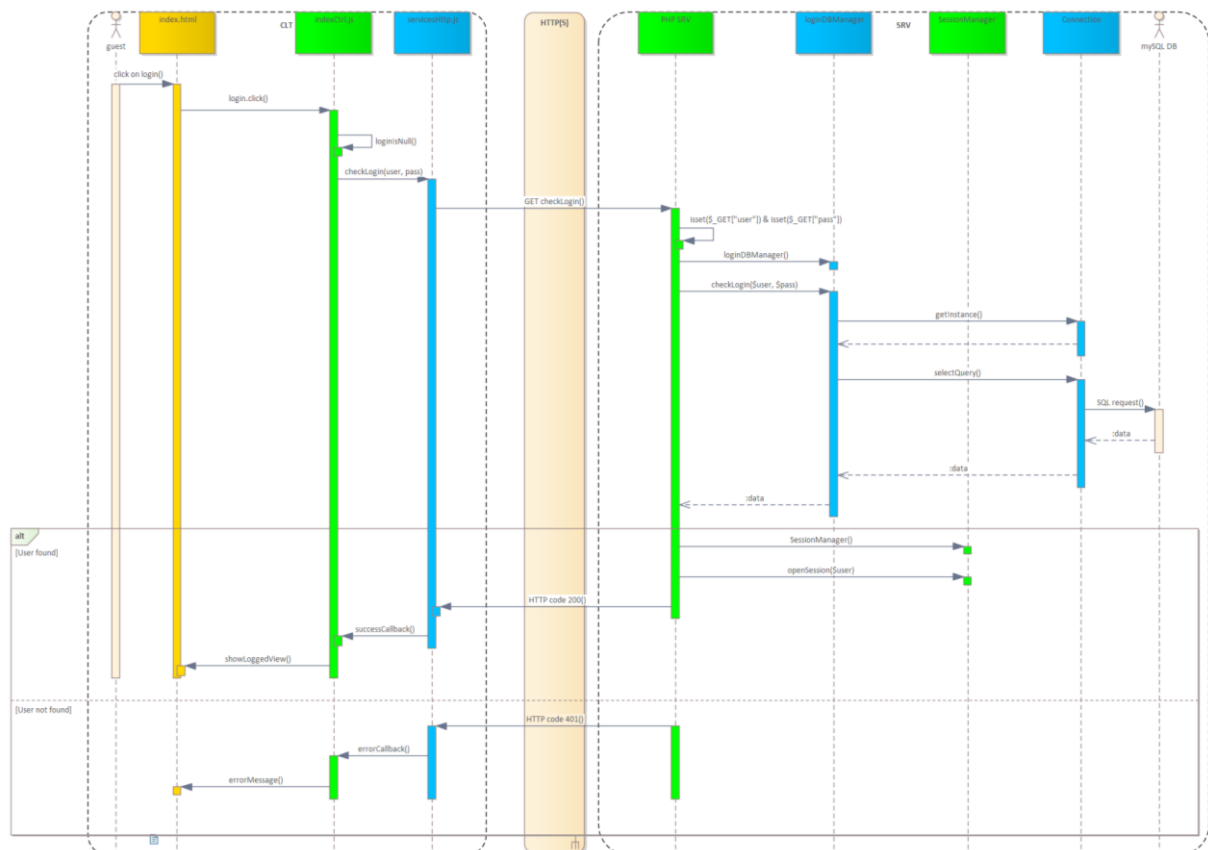 index.html
CLT
indexCtrl.js
servicesHttp.js
HTTP[S]
PHP SRV
loginDBManager
SRV
SessionManager
Connection
guest
mySQL DB
click on login()
login.click()
loginIsNull()
checkLogin(user, pass)
GET checkLogin()
isset($_GET["user"]) & isset($_GET["pass"])
loginDBManager()
checkLogin($user, $pass)
getInstance()
selectQuery()
SQL request()
:data
:data
:data
alt
[User found]
SessionManager()
openSession($user)
HTTP code 200()
successCallback()
showLoggedView()
[User not found]
HTTP code 401()
errorCallback()
errorMessage()